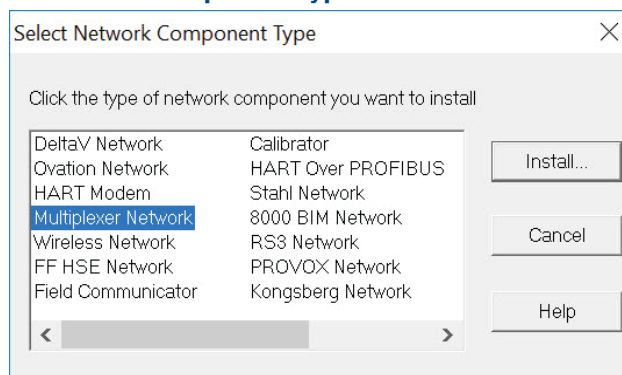 Select Network Component Type
Click the type of network component you want to install
DeltaV Network
Ovation Network
HART Modem
Multiplexer Network
Wireless Network
FF HSE Network
Field Communicator
Calibrator
HART Over PROFIBUS
Stahl Network
8000 BIM Network
RS3 Network
PROVOX Network
Kongsberg Network
Install...
Cancel
Help